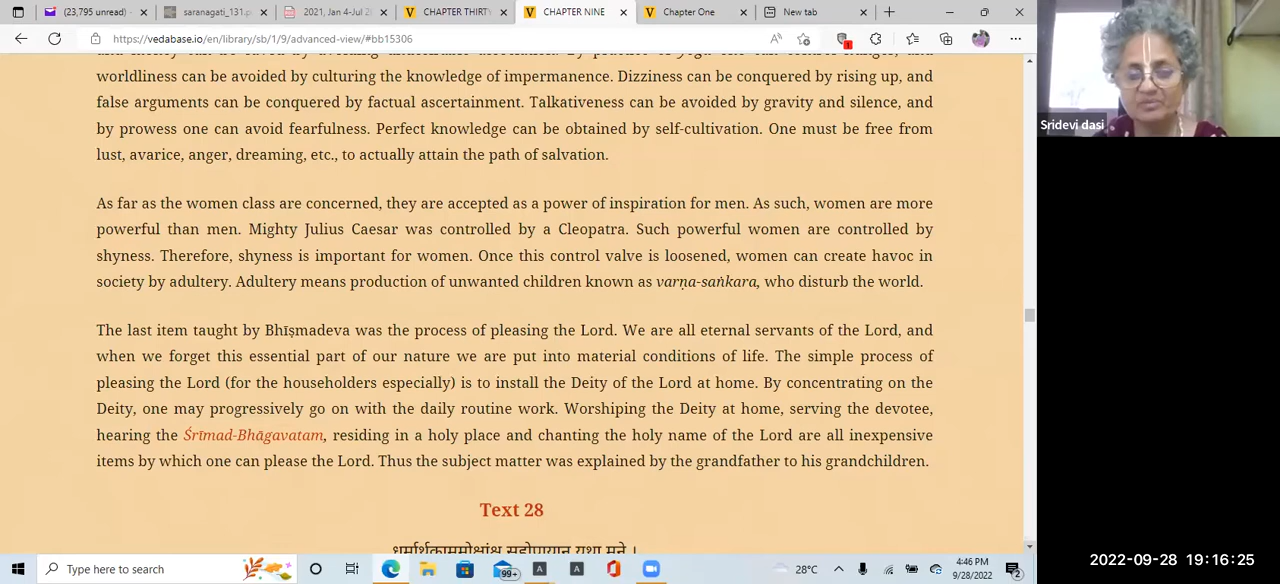 (23,795 unread) -
saranagati_131.p
2021, Jan 4-Jul 2
CHAPTER THIRTY
CHAPTER NINE
Chapter One
New tab
https://vedabase.io/en/library/sb/1/9/advanced-view/#bb15306
worldliness can be avoided by culturing the knowledge of impermanence. Dizziness can be conquered by rising up, and
false arguments can be conquered by factual ascertainment. Talkativeness can be avoided by gravity and silence, and
by prowess one can avoid fearfulness. Perfect knowledge can be obtained by self-cultivation. One must be free from
lust, avarice, anger, dreaming, etc., to actually attain the path of salvation.
As far as the women class are concerned, they are accepted as a power of inspiration for men. As such, women are more
powerful than men. Mighty Julius Caesar was controlled by a Cleopatra. Such powerful women are controlled by
shyness. Therefore, shyness is important for women. Once this control valve is loosened, women can create havoc in
society by adultery. Adultery means production of unwanted children known as varṇa-saṅkara, who disturb the world.
The last item taught by Bhīṣmadeva was the process of pleasing the Lord. We are all eternal servants of the Lord, and
when we forget this essential part of our nature we are put into material conditions of life. The simple process of
pleasing the Lord (for the householders especially) is to install the Deity of the Lord at home. By concentrating on the
Deity, one may progressively go on with the daily routine work. Worshiping the Deity at home, serving the devotee,
hearing the Śrīmad-Bhāgavatam, residing in a holy place and chanting the holy name of the Lord are all inexpensive
items by which one can please the Lord. Thus the subject matter was explained by the grandfather to his grandchildren.
Text 28
Sridevi dasi
Type here to search
99+
28°C
4:46 PM
9/28/2022
2
2022-09-28 19:16:25